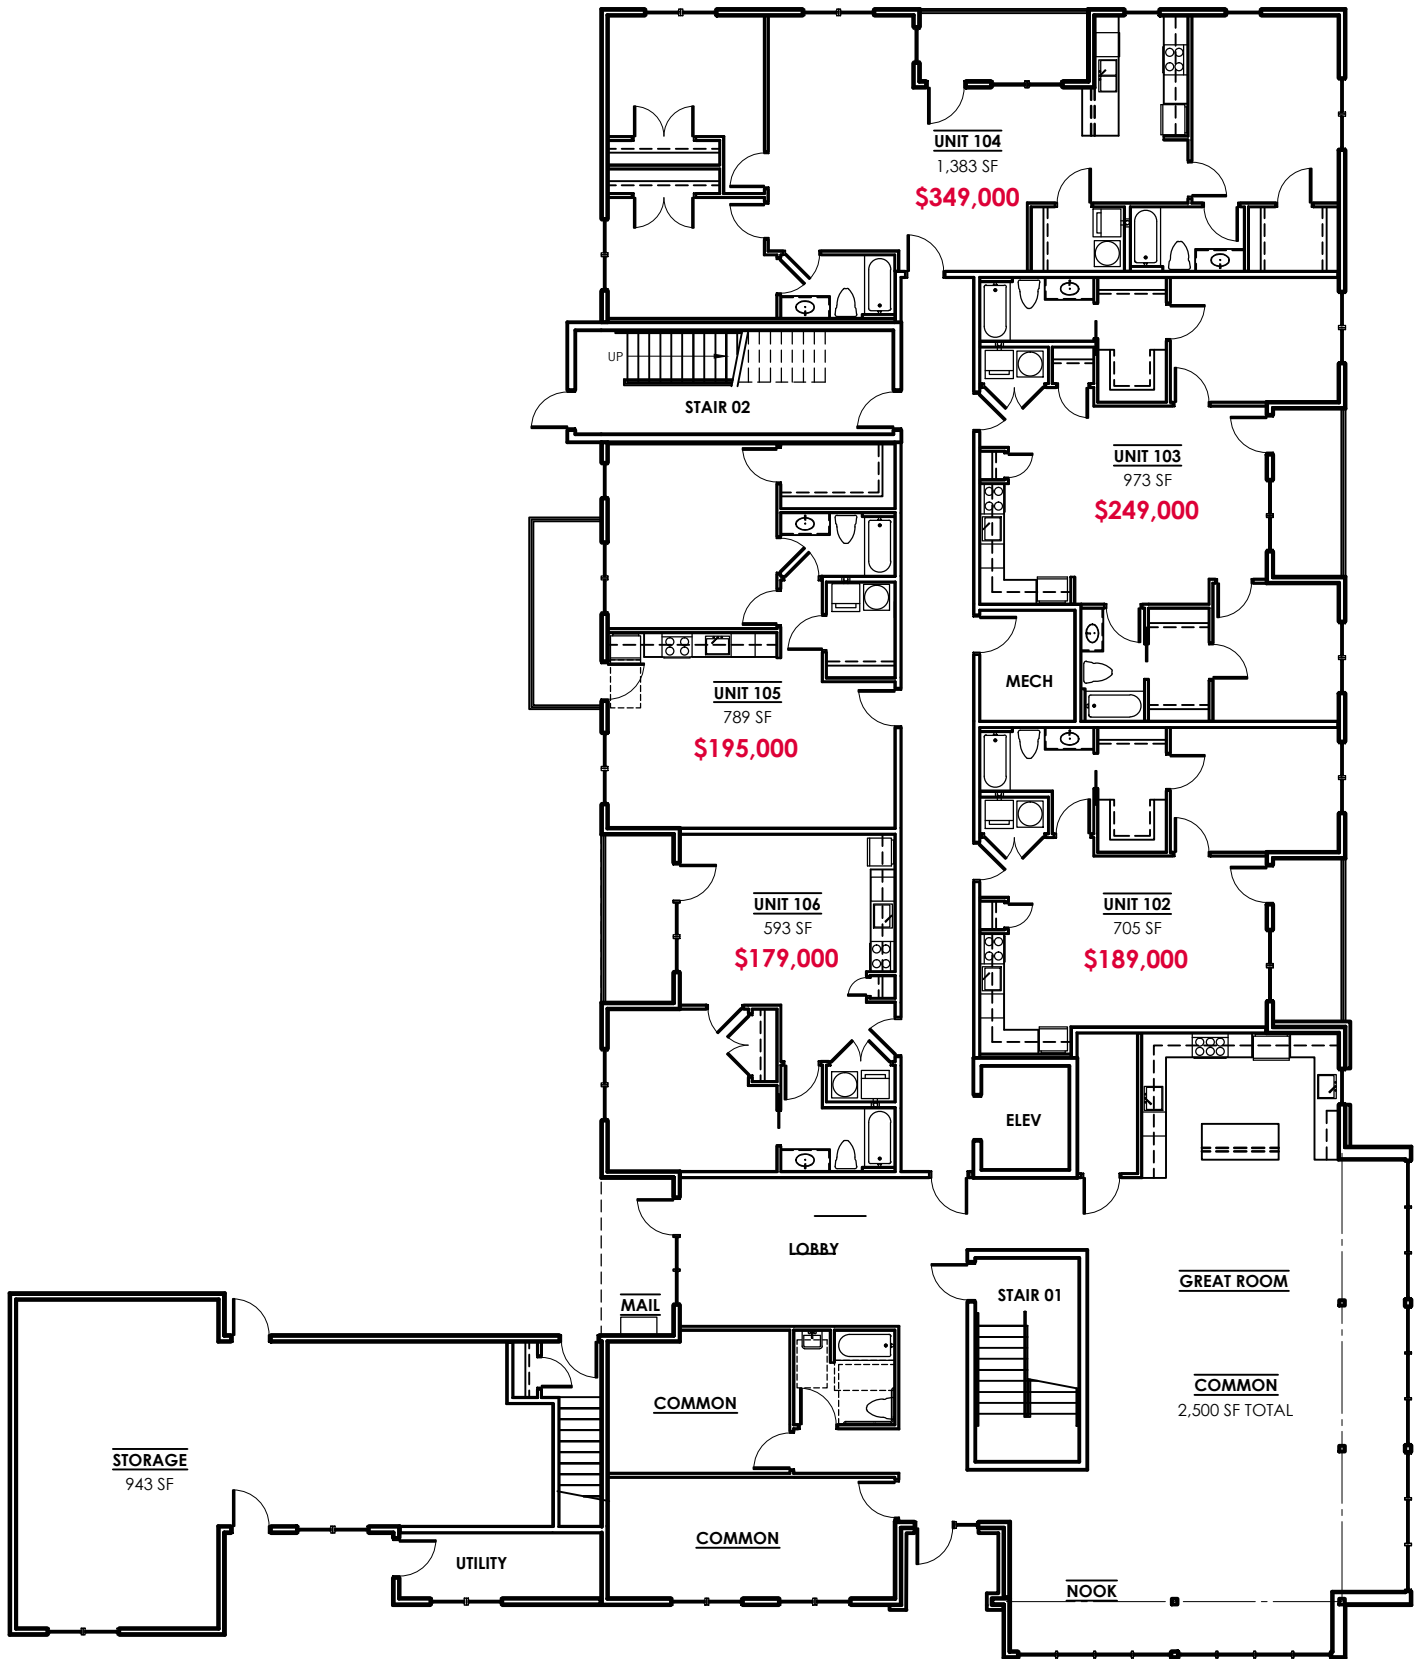 UNIT 104
1,383 SF
$349,000
UP
STAIR 02
UNIT 103
973 SF
$249,000
MECH
UNIT 105
789 SF
$195,000
UNIT 106
593 SF
$179,000
UNIT 102
705 SF
$189,000
ELEV
LOBBY
MAIL
STAIR 01
GREAT ROOM
COMMON
2,500 SF TOTAL
COMMON
STORAGE
943 SF
COMMON
UTILITY
NOOK